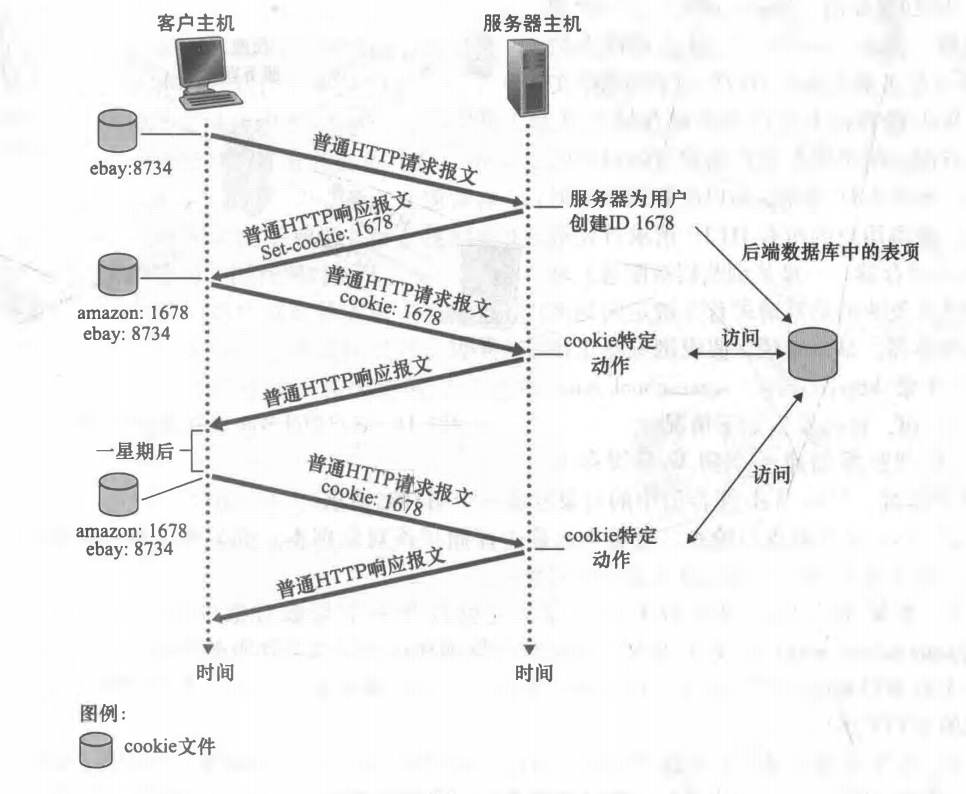 客户主机
服务器主机
ebay:8734
普通HTTP请求报文
服务器为用户
创建ID 1678
普通HTTP响应报文
Set-cookie: 1678
后端数据库中的表项
amazon: 1678
ebay: 8734
普通HTTP请求报文
cookie: 1678
cookie特定
动作
访问
普通HTTP响应报文
一星期后
普通HTTP请求报文
cookie: 1678
访问
amazon: 1678
ebay: 8734
cookie特定
动作
普通HTTP响应报文
时间
时间
图例：
cookie文件